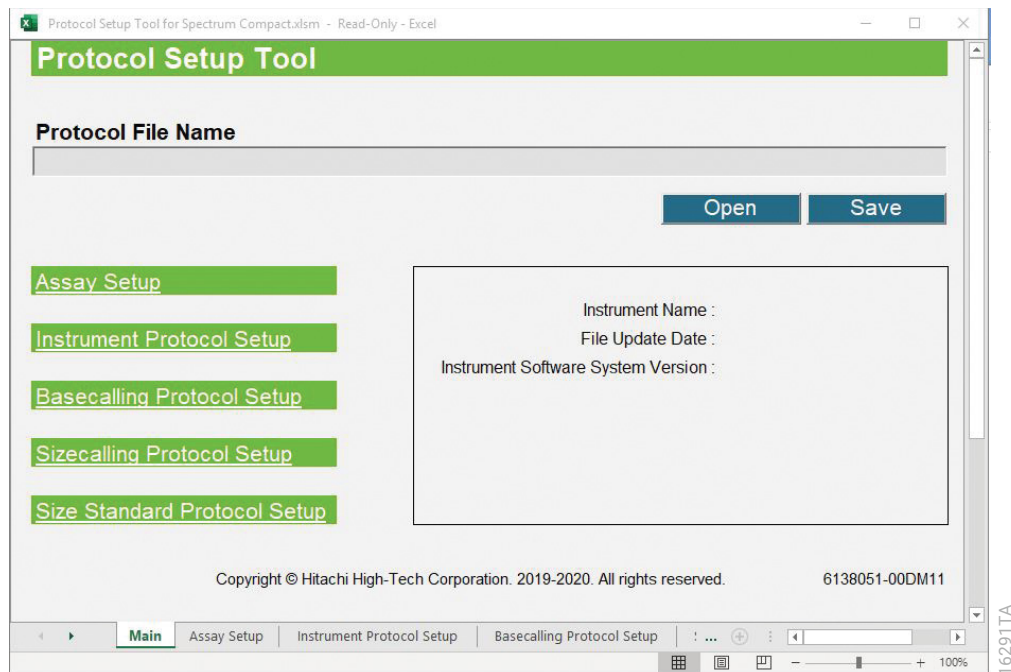 Protocol Setup Tool for Spectrum Compact.xlsm - Read-Only - Excel
Protocol Setup Tool
Protocol File Name
Open Save
Assay Setup
Instrument Protocol Setup
Basecalling Protocol Setup
Sizecalling Protocol Setup
Size Standard Protocol Setup
Instrument Name :
File Update Date :
Instrument Software System Version :
Copyright © Hitachi High-Tech Corporation. 2019-2020. All rights reserved. 6138051-00DM11
Main Assay Setup Instrument Protocol Setup Basecalling Protocol Setup ...
100%
16291TA